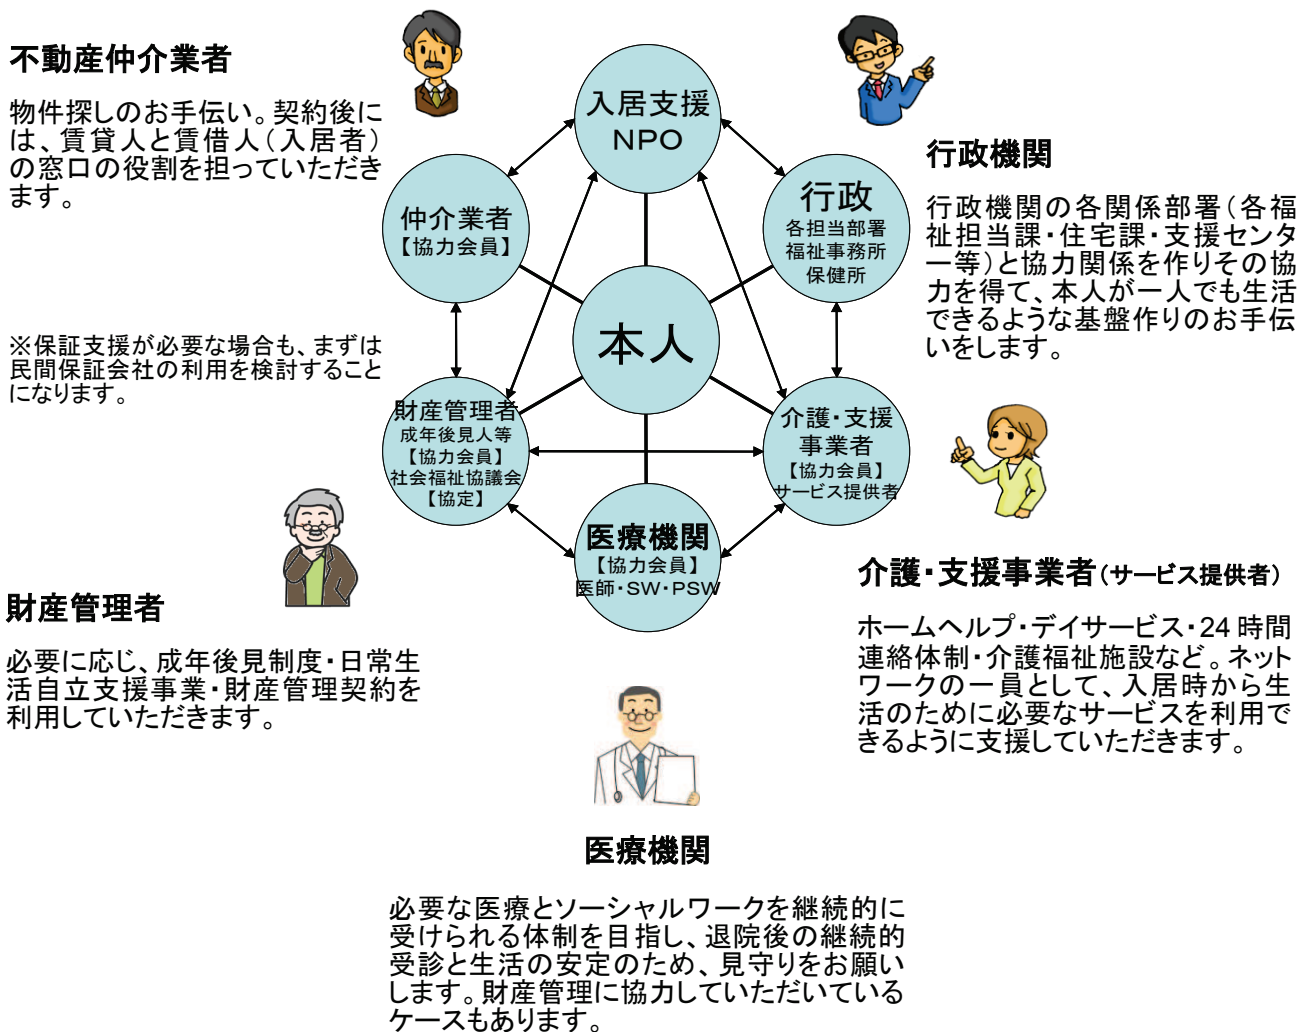 不動産仲介業者
物件探しのお手伝い。契約後に
は、賃貸人と賃借人（入居者）
の窓口の役割を担っていただき
ます。
※保証支援が必要な場合も、まずは
民間保証会社の利用を検討すること
になります。
入居支援
NPO
仲介業者
【協力会員】
行政
各担当部署
福祉事務所
保健所
本人
財産管理者
成年後見人等
【協力会員】
社会福祉協議会
【協定】
介護・支援
事業者
【協力会員】
サービス提供者
医療機関
【協力会員】
医師・SW・PSW
行政機関
行政機関の各関係部署（各福
祉担当課・住宅課・支援センタ
ー等）と協力関係を作りその協
力を得て、本人が一人でも生活
できるような基盤作りのお手伝
いをします。
介護・支援事業者（サービス提供者）
ホームヘルプ・デイサービス・24 時間
連絡体制・介護福祉施設など。ネット
ワークの一員として、入居時から生
活のために必要なサービスを利用で
きるように支援していただきます。
財産管理者
必要に応じ、成年後見制度・日常生
活自立支援事業・財産管理契約を
利用していただきます。
医療機関
必要な医療とソーシャルワークを継続的に
受けられる体制を目指し、退院後の継続的
受診と生活の安定のため、見守りをお願い
します。財産管理に協力していただいている
ケースもあります。